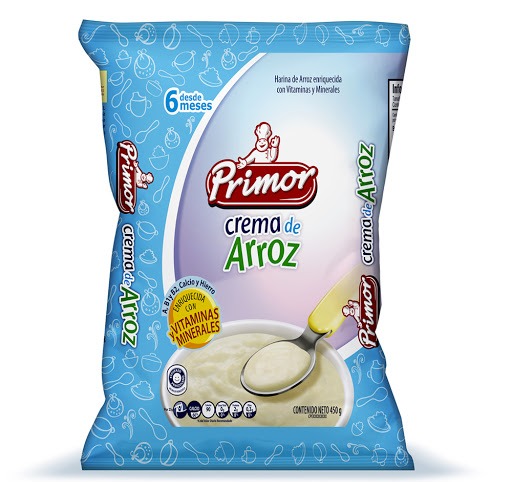 6 desde
meses
Harina de Arroz enriquecida
con Vitaminas y Minerales
Primor
crema de
Arroz
A, B1 y B2, Calcio y Hierro
ENRIQUECIDA
CON
VITAMINAS
Y MINERALES
CONTENIDO NETO 450 g
Primor
crema de Arroz
Primor
crema de Arroz